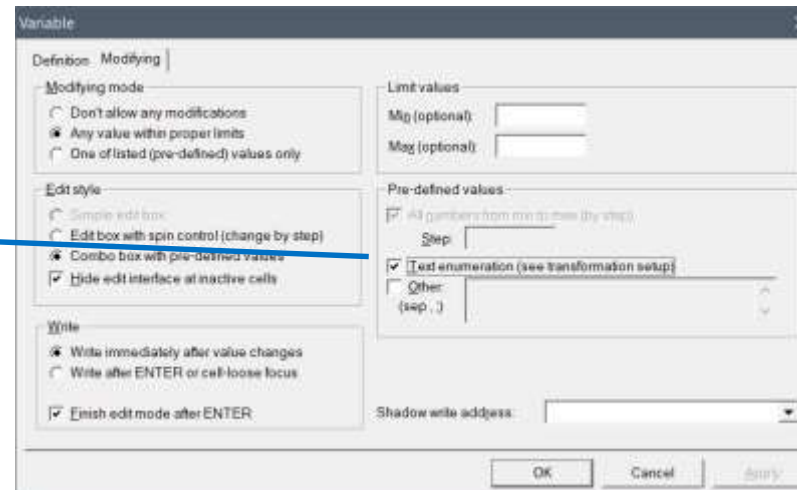 Variable
Definition Modifying
Modifying mode
Don't allow any modifications
Any value within proper limits
One of listed (pre-defined) values only
Limit values
Min (optional):
Max (optional):
Edit style
Simple edit box
Edit box with spin control (change by step)
Combo box with pre-defined values
Hide edit interface at inactive cells
Pre-defined values
All numbers from min to max (by step)
Step:
Text enumeration (see transformation setup)
Other
(sep. ;)
Write
Write immediately after value changes
Write after ENTER or cell-loose focus
Finish edit mode after ENTER
Shadow write address:
OK Cancel Apply